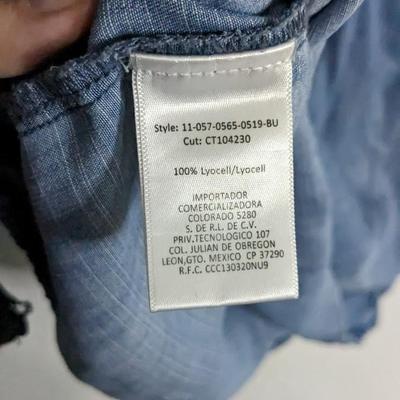 Style: 11-057-0565-0519-BU
Cut: CT104230
100% Lyocell/Lyocell
IMPORTADOR
COMERCIALIZADORA
COLORADO 5280
S. DE R.L. DE C.V.
PRIV.TECNOLOGICO 107
COL. JULIAN DE OBREGON
LEON,GTO. MEXICO CP 37290
R.F.C. CCC130320NU9